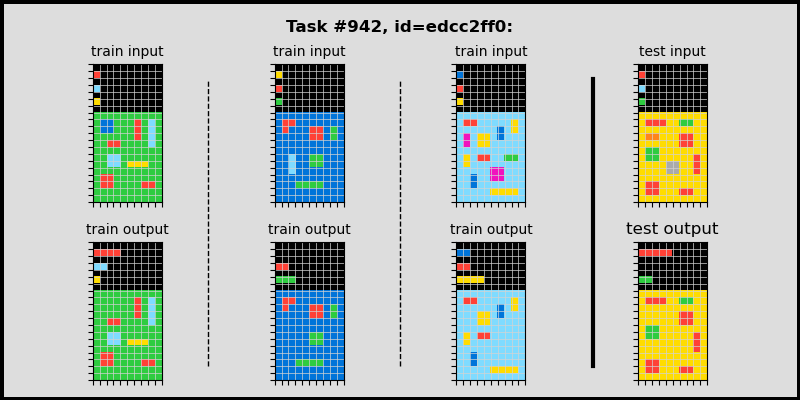 Task #942, id=edcc2ff0:
train input
train input
train input
test input
train output
train output
train output
test output